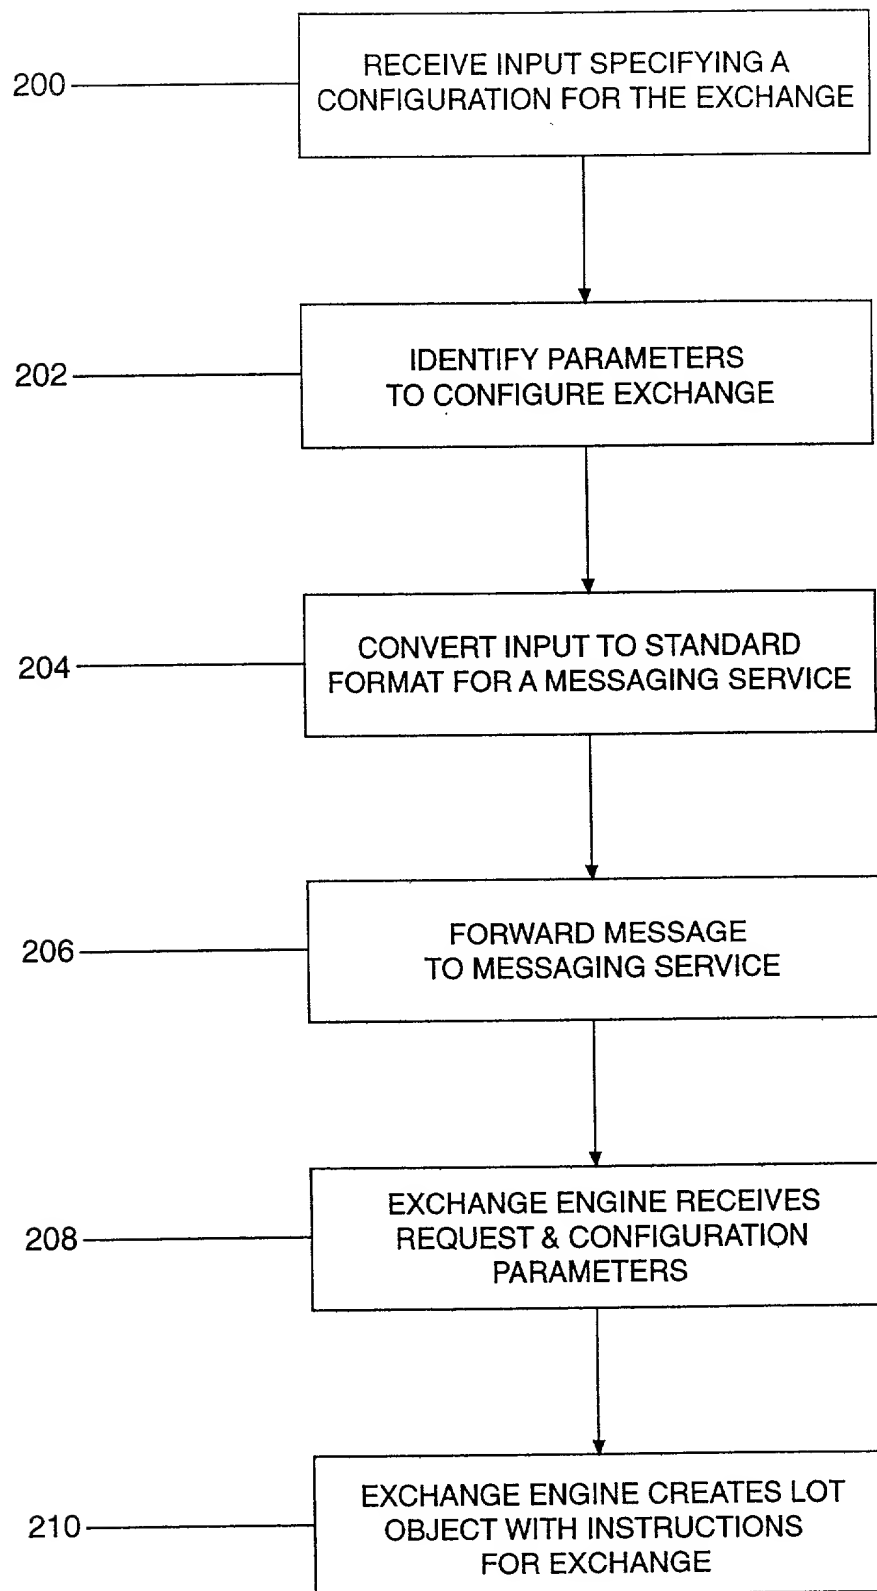 200
RECEIVE INPUT SPECIFYING A
CONFIGURATION FOR THE EXCHANGE
202
IDENTIFY PARAMETERS
TO CONFIGURE EXCHANGE
204
CONVERT INPUT TO STANDARD
FORMAT FOR A MESSAGING SERVICE
206
FORWARD MESSAGE
TO MESSAGING SERVICE
208
EXCHANGE ENGINE RECEIVES
REQUEST & CONFIGURATION
PARAMETERS
210
EXCHANGE ENGINE CREATES LOT
OBJECT WITH INSTRUCTIONS
FOR EXCHANGE